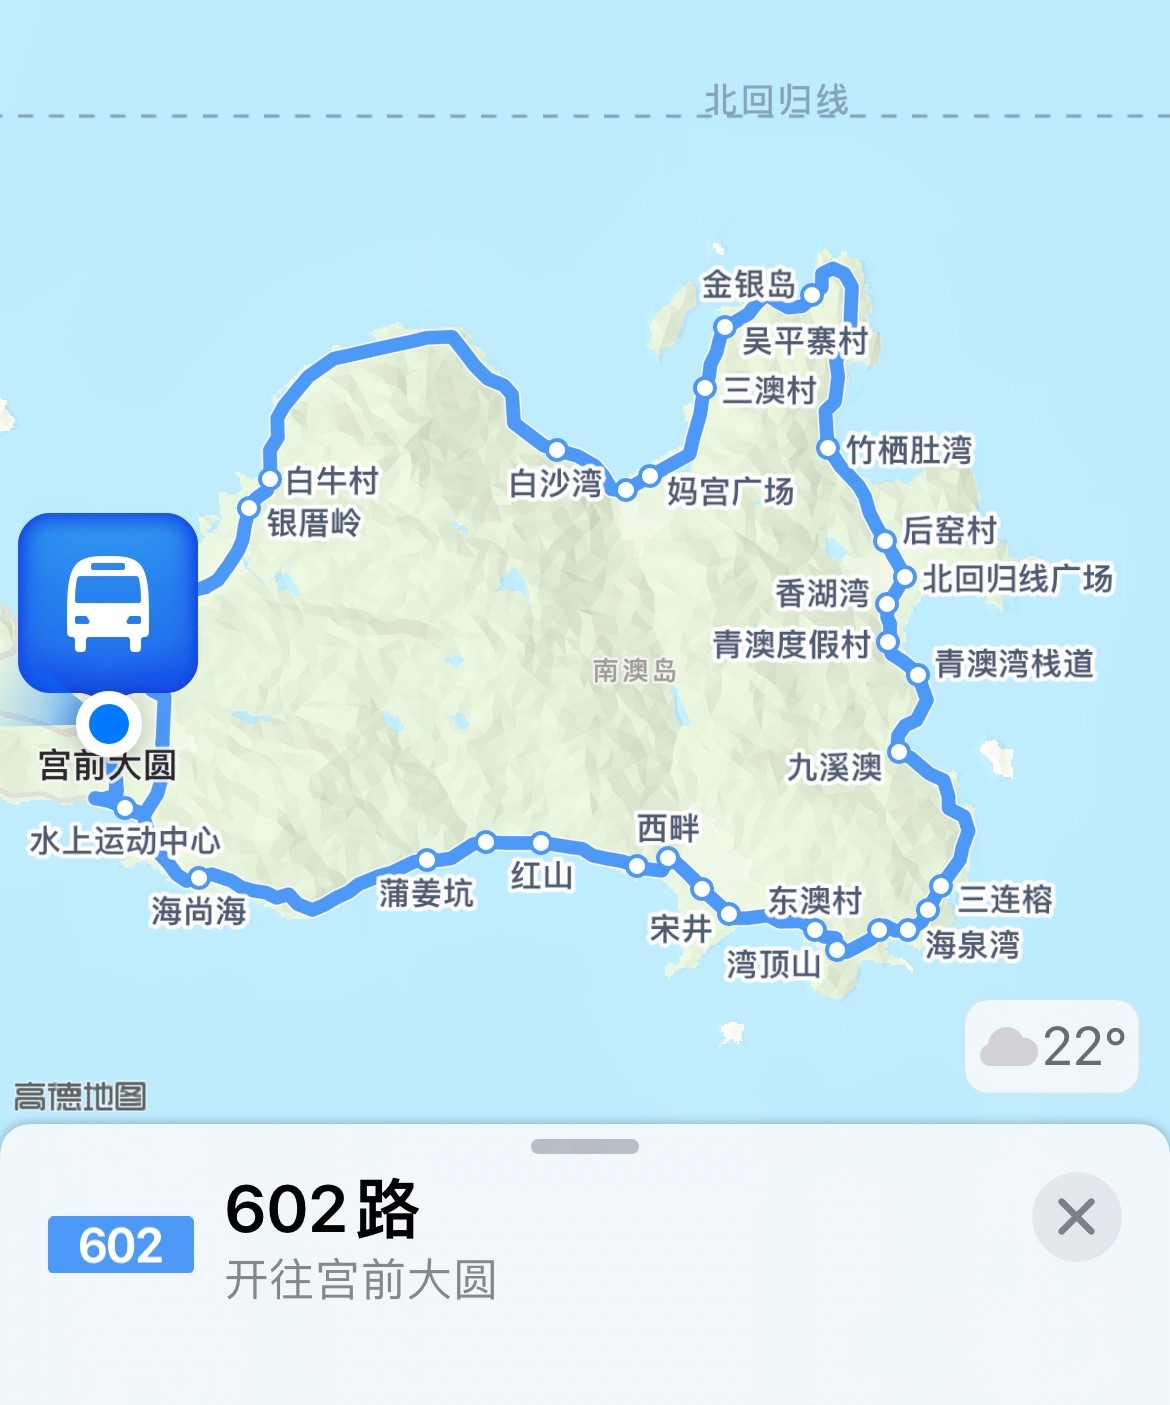 北回归线
金银岛
吴平寨村
三澳村
竹栖肚湾
白牛村
白沙湾
妈宫广场
银厝岭
后窑村
北回归线广场
香湖湾
青澳度假村
青澳湾栈道
南澳岛
宫前大圆
九溪澳
水上运动中心
西畔
红山
蒲姜坑
海尚海
东澳村
三连榕
宋井
海泉湾
湾顶山
22°
高德地图
602路
602
开往宫前大圆